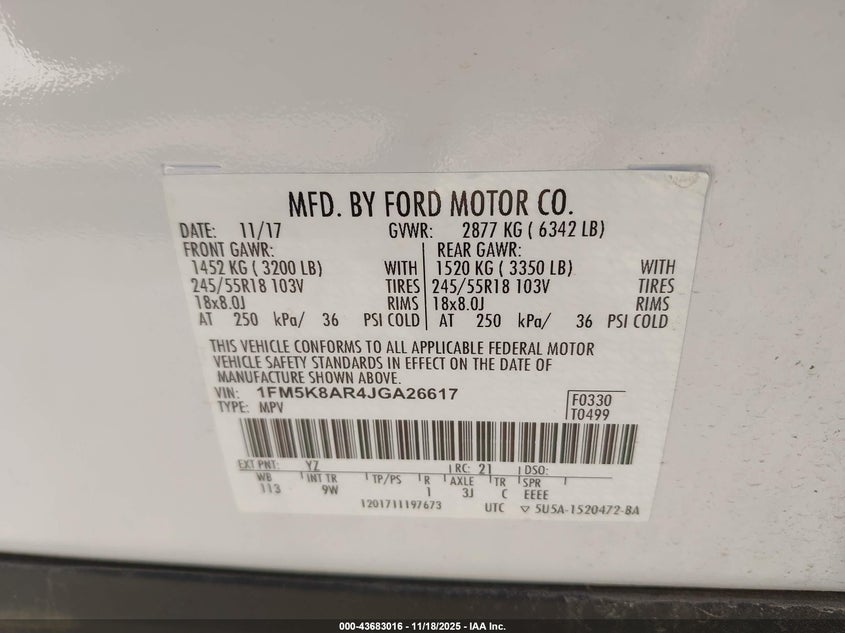 MFD. BY FORD MOTOR CO.
DATE: 11/17 GVWR: 2877 KG ( 6342 LB)
FRONT GAWR: REAR GAWR:
1452 KG ( 3200 LB) WITH 1520 KG ( 3350 LB) WITH
245/55R18 103V TIRES 245/55R18 103V TIRES
18x8.0J RIMS 18x8.0J RIMS
AT 250 kPa/ 36 PSI COLD AT 250 kPa/ 36 PSI COLD
THIS VEHICLE CONFORMS TO ALL APPLICABLE FEDERAL MOTOR
VEHICLE SAFETY STANDARDS IN EFFECT ON THE DATE OF
MANUFACTURE SHOWN ABOVE.
VIN: 1FM5K8AR4JGA26617 F0330
TYPE: MPV T0499
EXT PNT: YZ RC: 21 DSO:
WB INT TR TP/PS R AXLE TR SPR
113 9W 1 3J C EEEE
1201711197673 UTC ▽ 5U5A-1520472-BA
000-43683016 - 11/18/2025 - IAA Inc.